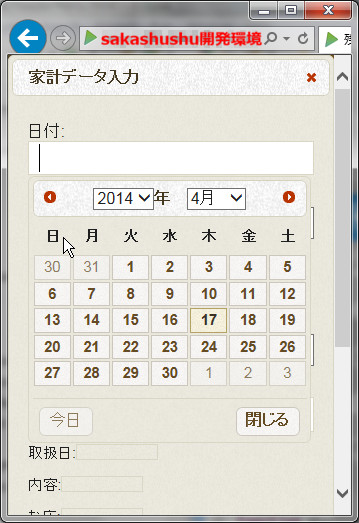 sakashushu開発環境
家計データ入力
日付:
2014年 4月
日 月 火 水 木 金 土
30 31 1 2 3 4 5
6 7 8 9 10 11 12
13 14 15 16 17 18 19
20 21 22 23 24 25 26
27 28 29 30 1 2 3
今日 閉じる
取扱日:
内容: